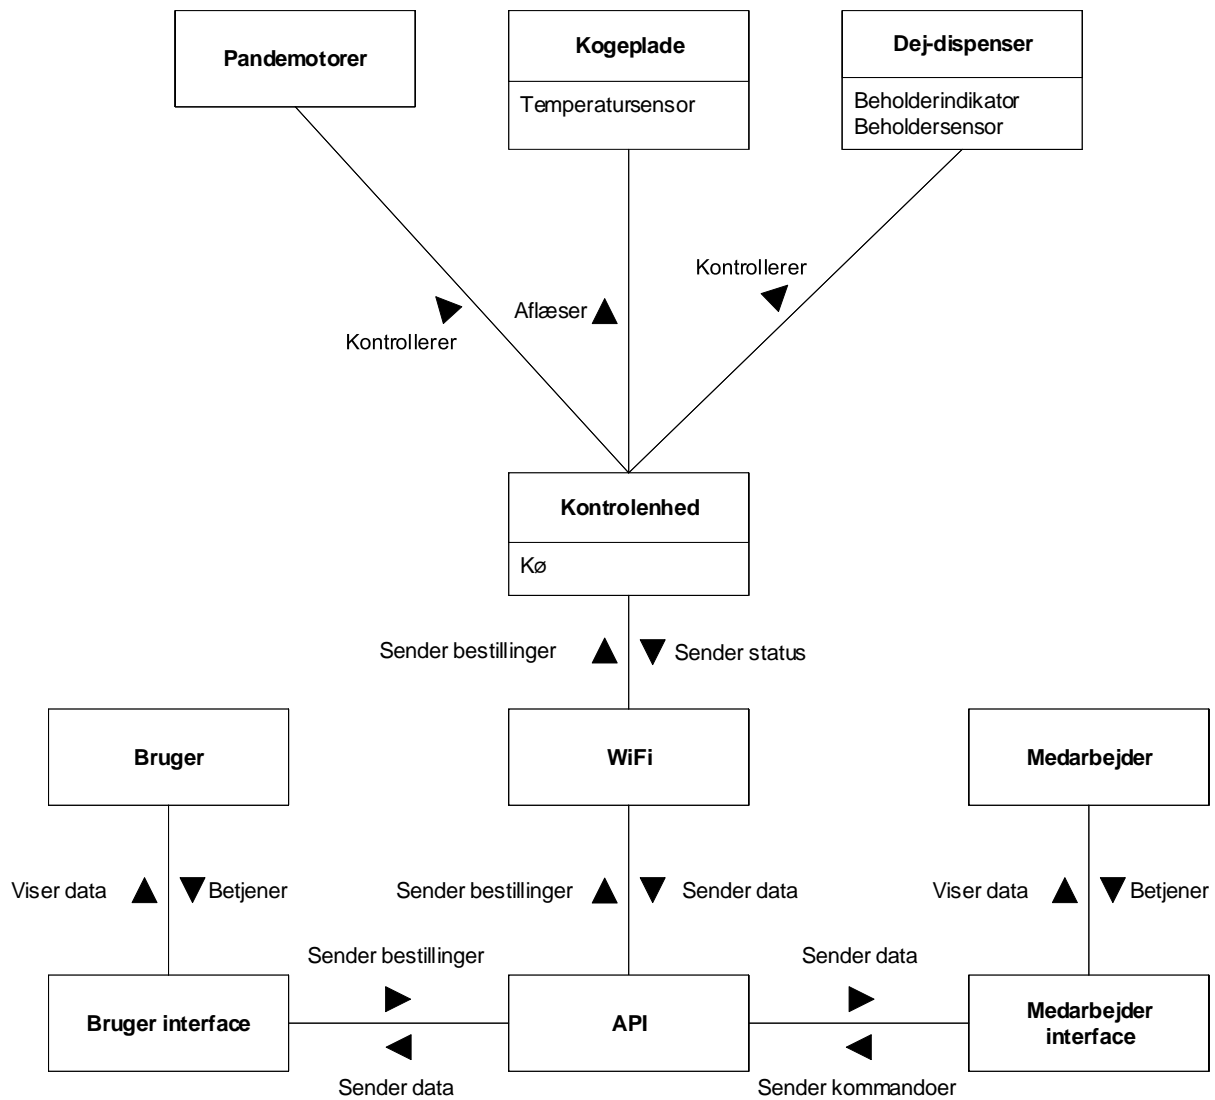 Pandemotorer
Kogeplade
Temperatursensor
Dej-dispenser
Beholderindikator
Beholdersensor
Kontrollerer
Aflæser
Kontrollerer
Kontrolenhed
Kø
Sender bestillinger
Sender status
Bruger
WiFi
Medarbejder
Viser data
Betjener
Sender bestillinger
Sender data
Viser data
Betjener
Sender bestillinger
Sender data
Bruger interface
API
Medarbejder
interface
Sender data
Sender kommandoer